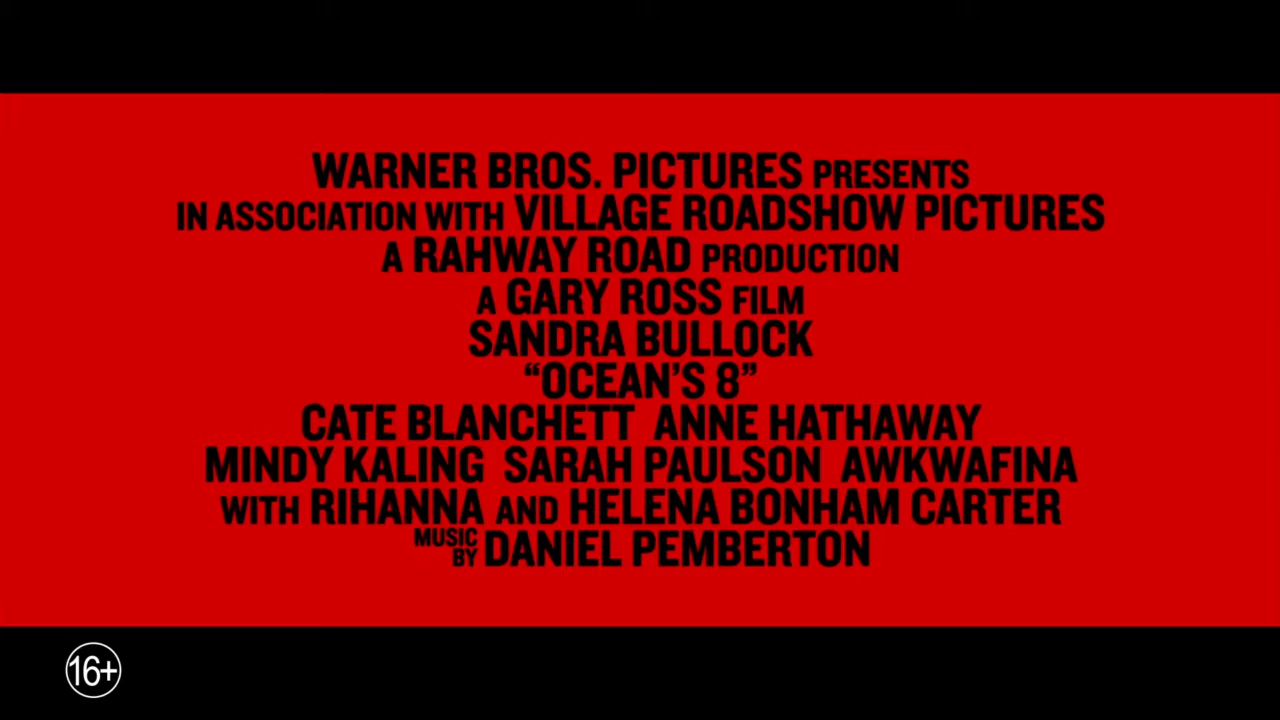 WARNER BROS. PICTURES PRESENTS
IN ASSOCIATION WITH VILLAGE ROADSHOW PICTURES
A RAHWAY ROAD PRODUCTION
A GARY ROSS FILM
SANDRA BULLOCK
“OCEAN’S 8”
CATE BLANCHETT ANNE HATHAWAY
MINDY KALING SARAH PAULSON AWKWAFINA
WITH RIHANNA AND HELENA BONHAM CARTER
MUSIC BY DANIEL PEMBERTON
16+